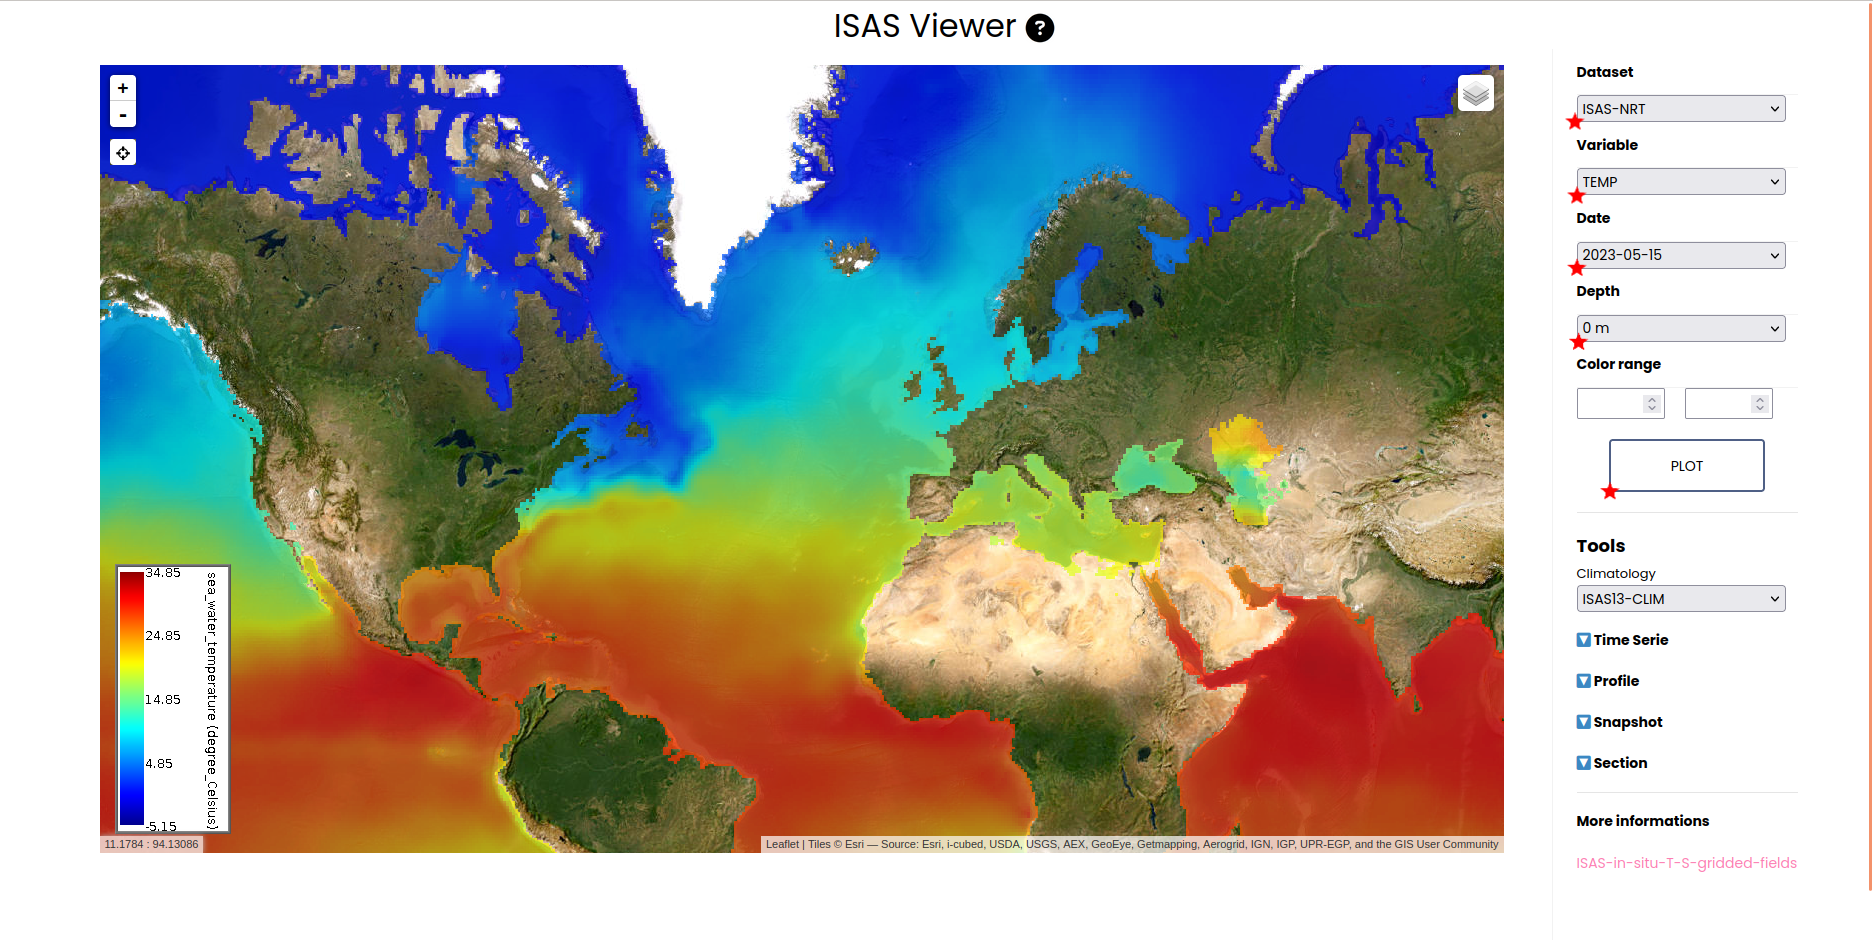 ISAS Viewer ?
+
-
34.85
24.85
14.85
4.85
-5.15
sea_water_temperature (degree_Celsius)
11.1784 : 94.13086
Leaflet | Tiles © Esri — Source: Esri, i-cubed, USDA, USGS, AEX, GeoEye, Getmapping, Aerogrid, IGN, IGP, UPR-EGP, and the GIS User Community
Dataset
ISAS-NRT
Variable
TEMP
Date
2023-05-15
Depth
0 m
Color range
PLOT
Tools
Climatology
ISAS13-CLIM
Time Serie
Profile
Snapshot
Section
More informations
ISAS-in-situ-T-S-gridded-fields